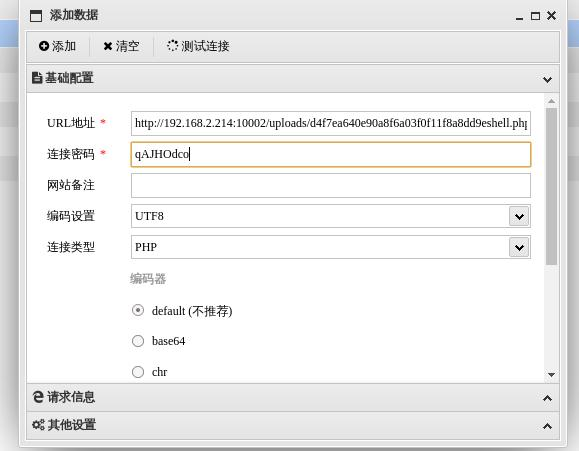 添加数据
添加 清空 测试连接
基础配置
URL地址 * http://192.168.2.214:10002/uploads/d4f7ea640e90a8f6a03f0f11f8a8dd9eshell.php
连接密码 * qAJHOdco
网站备注
编码设置 UTF8
连接类型 PHP
编码器
default (不推荐)
base64
chr
请求信息
其他设置